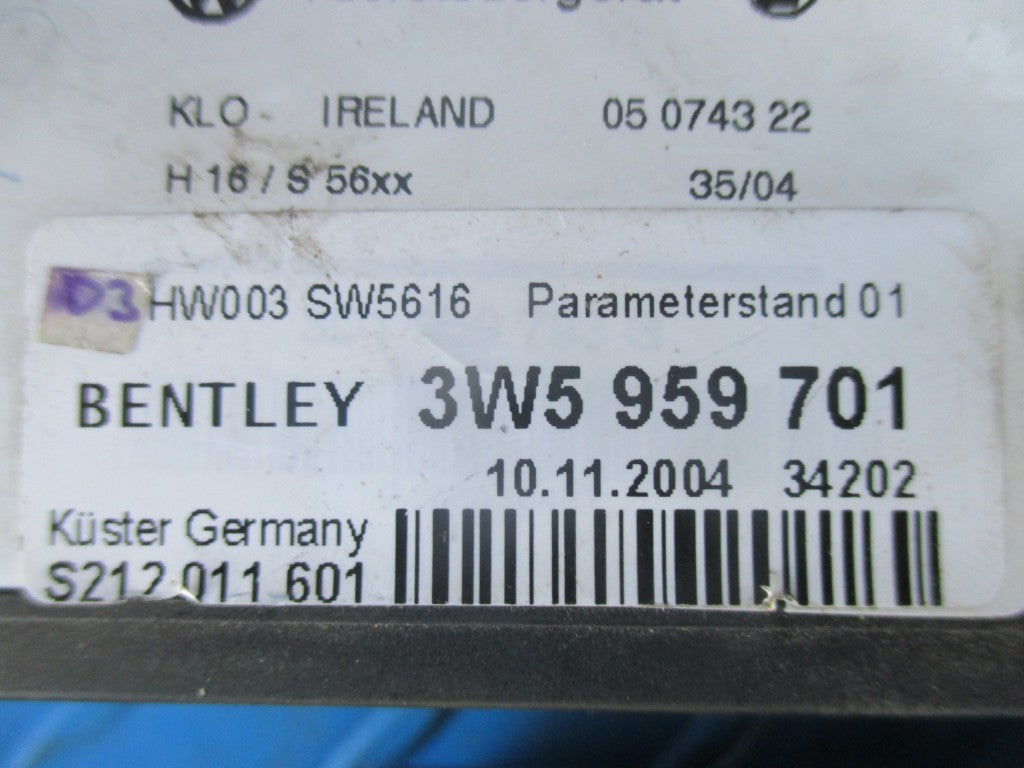 KLO IRELAND 05 0743 22
H 16 / S 56xx 35/04
D3 HW003 SW5616 Parameterstand 01
BENTLEY 3W5 959 701
10.11.2004 34202
Küster Germany
S212 011 601